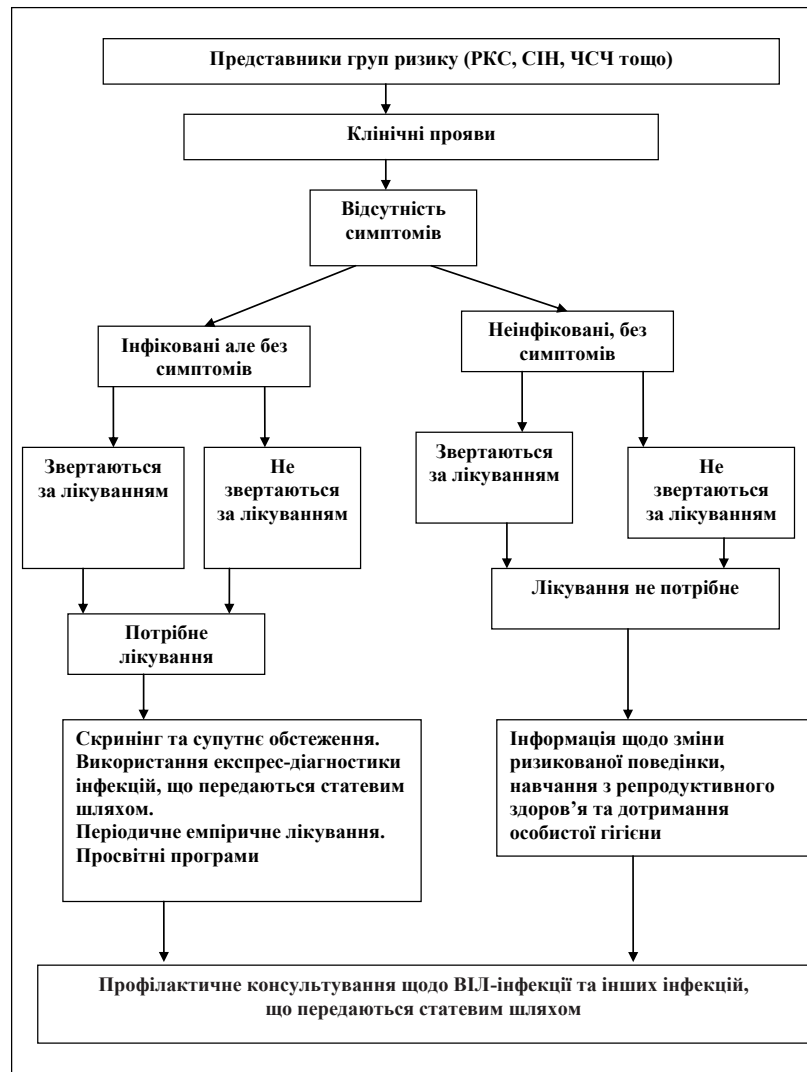 Представники груп ризику (РКС, СІН, ЧСЧ тощо)
Клінічні прояви
Відсутність
симптомів
Інфіковані але без
симптомів
Неінфіковані, без
симптомів
Звертаються
за лікуванням
Не
звертаються
за лікуванням
Звертаються
за лікуванням
Не
звертаються
за лікуванням
Лікування не потрібне
Потрібне
лікування
Скринінг та супутнє обстеження.
Використання експрес-діагностики
інфекцій, що передаються статевим
шляхом.
Періодичне емпіричне лікування.
Просвітні програми
Інформація щодо зміни
ризикованої поведінки,
навчання з репродуктивного
здоров’я та дотримання
особистої гігієни
Профілактичне консультування щодо ВІЛ-інфекції та інших інфекцій,
що передаються статевим шляхом